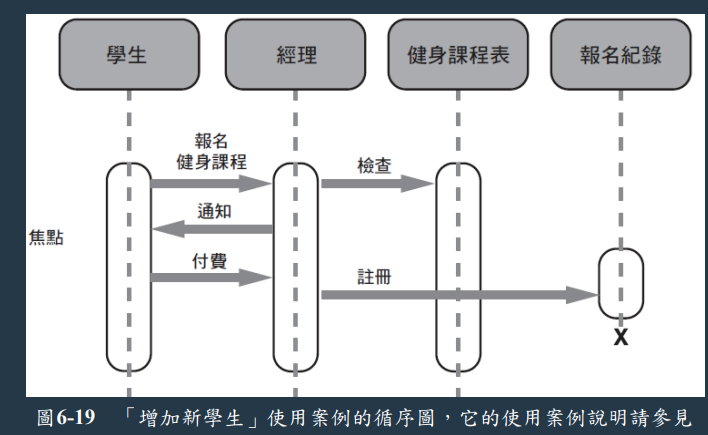 學生
經理
健身課程表
報名紀錄
報名
健身課程
檢查
通知
焦點
付費
註冊
X
圖6-19 「增加新學生」使用案例的循序圖，它的使用案例說明請參見